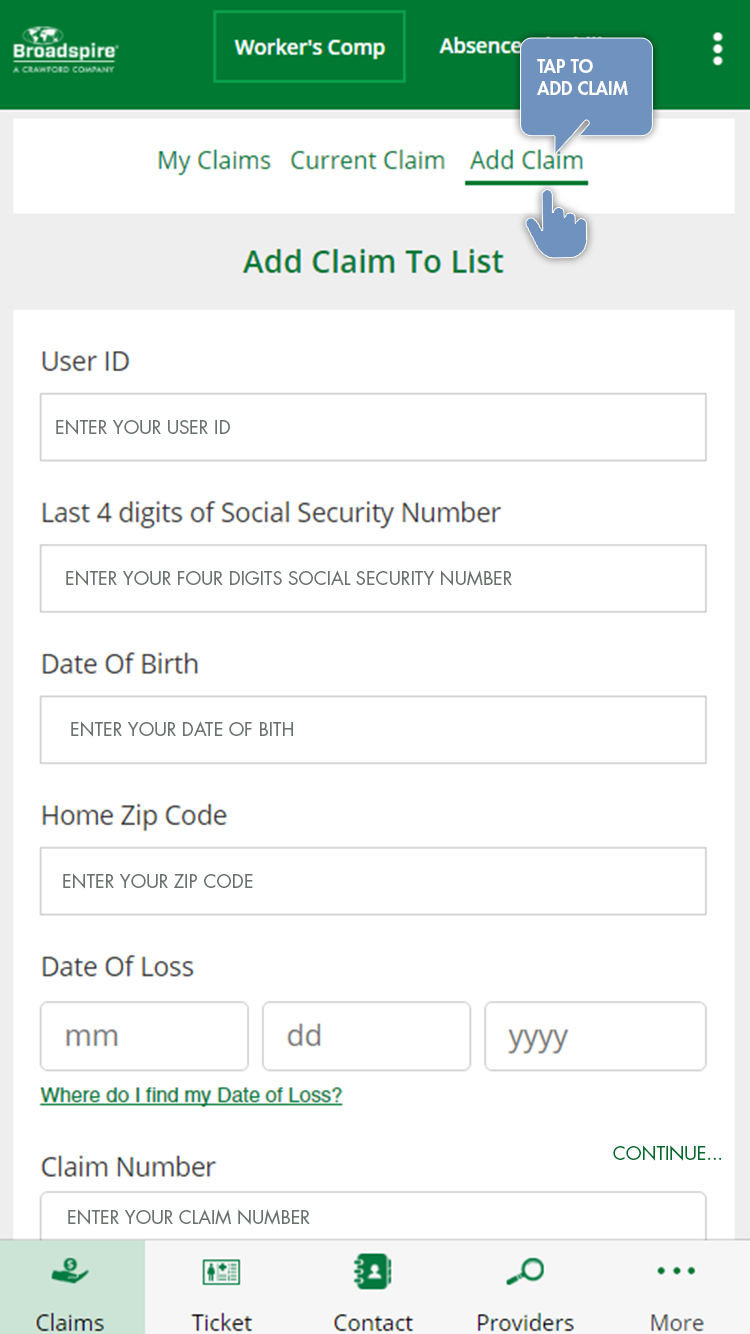 Broadspire
A CRAWFORD COMPANY
Worker's Comp
Absence
TAP TO
ADD CLAIM
My Claims Current Claim Add Claim
Add Claim To List
User ID
ENTER YOUR USER ID
Last 4 digits of Social Security Number
ENTER YOUR FOUR DIGITS SOCIAL SECURITY NUMBER
Date Of Birth
ENTER YOUR DATE OF BITH
Home Zip Code
ENTER YOUR ZIP CODE
Date Of Loss
mm dd yyyy
Where do I find my Date of Loss?
CONTINUE...
Claim Number
ENTER YOUR CLAIM NUMBER
Claims Ticket Contact Providers More